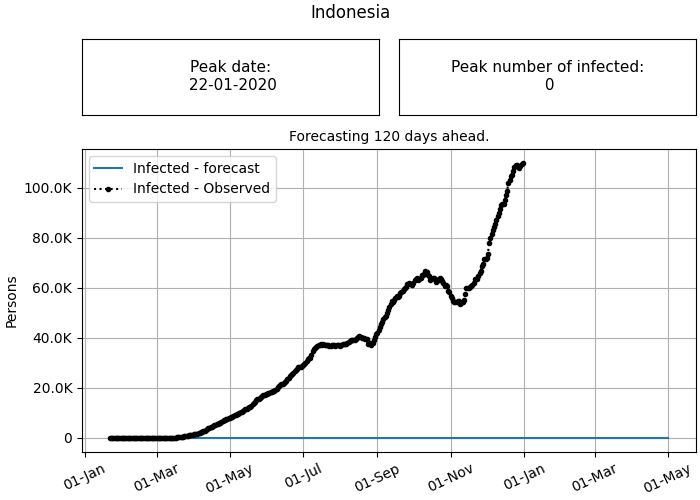 Indonesia
Peak date:
22-01-2020
Peak number of infected:
0
Forecasting 120 days ahead.
Infected - forecast
Infected - Observed
100.0K
80.0K
60.0K
40.0K
20.0K
0
Persons
01-Jan
01-Mar
01-May
01-Jul
01-Sep
01-Nov
01-Jan
01-Mar
01-May